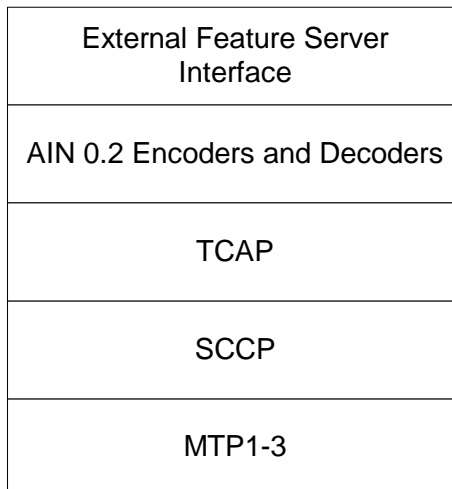 External Feature Server
Interface
AIN 0.2 Encoders and Decoders
TCAP
SCCP
MTP1-3